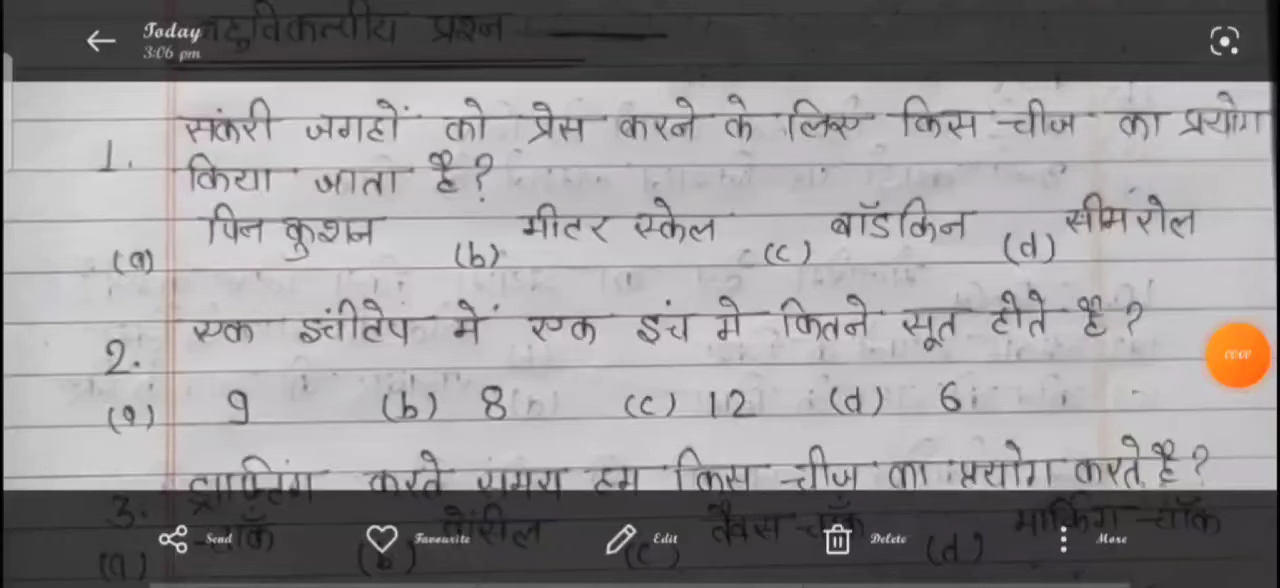 Today
3:06 pm
बहुविकल्पीय प्रश्न
1. संकरी जगहों को प्रेस करने के लिए किस चीज का प्रयोग
किया जाता है?
(a) पिन कुशन (b) मीटर स्केल (c) बॉडकिन (d) सीम रोल
2. एक इंचीटेप में एक इंच मे कितने सूत होते है?
(a) 9 (b) 8 (c) 12 (d) 6
3. ड्राफ्टिंग करते समय हम किस चीज का प्रयोग करते है?
(a) चॉक (b) पेंसिल (c) वैक्स चॉक (d) मार्किंग चॉक
Send Favourite Edit Delete More